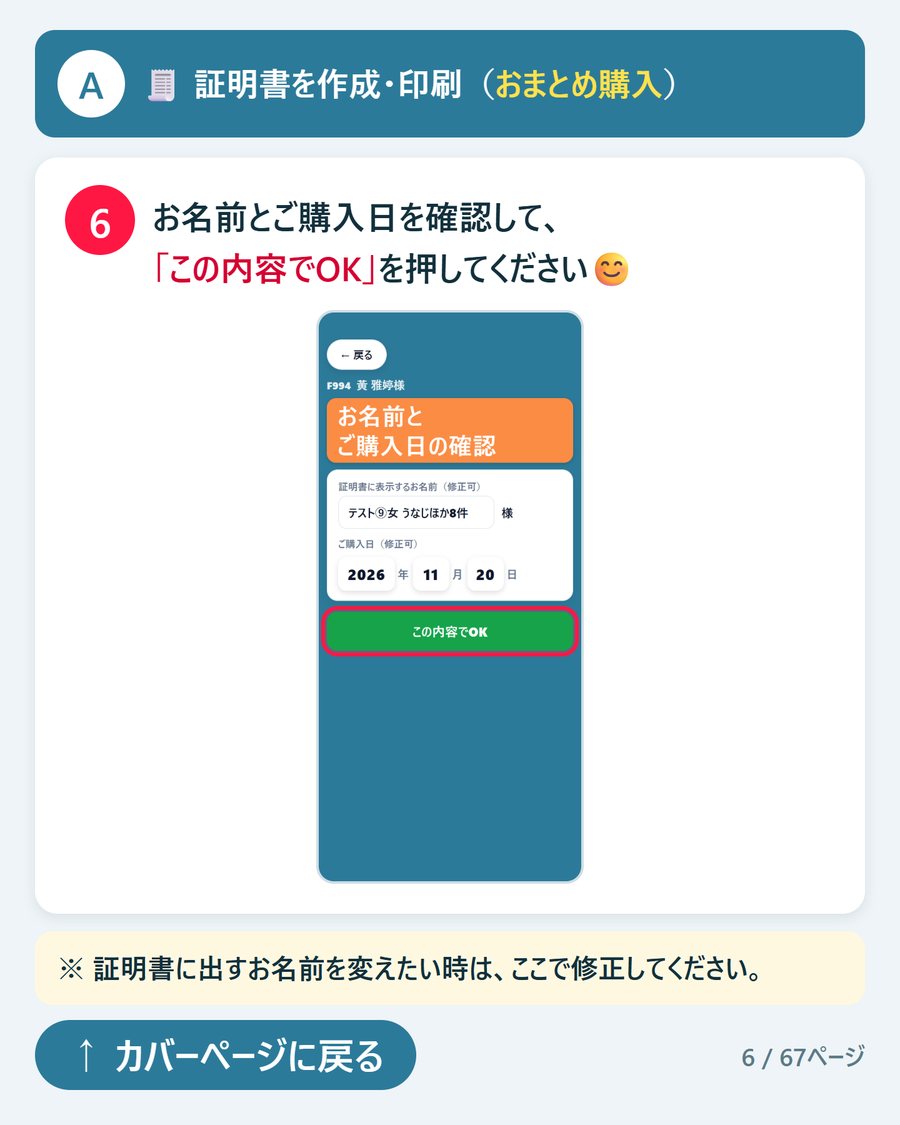 A 🧾 証明書を作成・印刷（おまとめ購入）
6 お名前とご購入日を確認して、
「この内容でOK」を押してください😊
← 戻る
F994 黄 雅婷様
お名前と
ご購入日の確認
証明書に表示するお名前（修正可）
テスト⑨女 うなじほか8件 様
ご購入日（修正可）
2026 年 11 月 20 日
この内容でOK
※ 証明書に出すお名前を変えたい時は、ここで修正してください。
↑ カバーページに戻る
6 / 67ページ